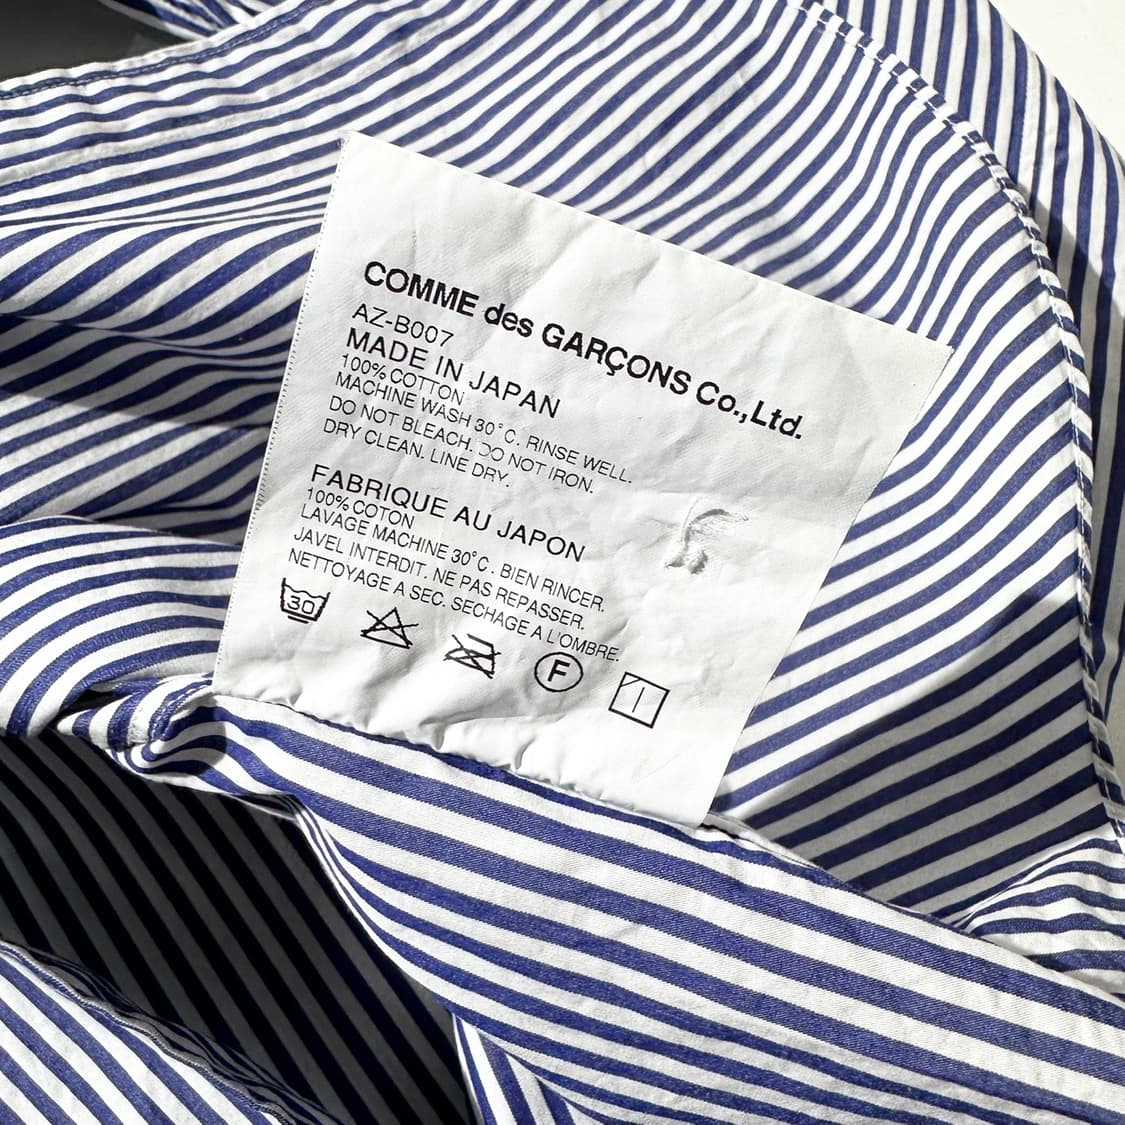 COMME des GARÇONS Co.,Ltd.
AZ-B007
MADE IN JAPAN
100% COTTON
MACHINE WASH 30°C. RINSE WELL.
DO NOT BLEACH. DO NOT IRON.
DRY CLEAN. LINE DRY.
FABRIQUE AU JAPON
100% COTON
LAVAGE MACHINE 30°C. BIEN RINCER.
JAVEL INTERDIT. NE PAS REPASSER.
NETTOYAGE A SEC. SECHAGE A L'OMBRE.
30 F